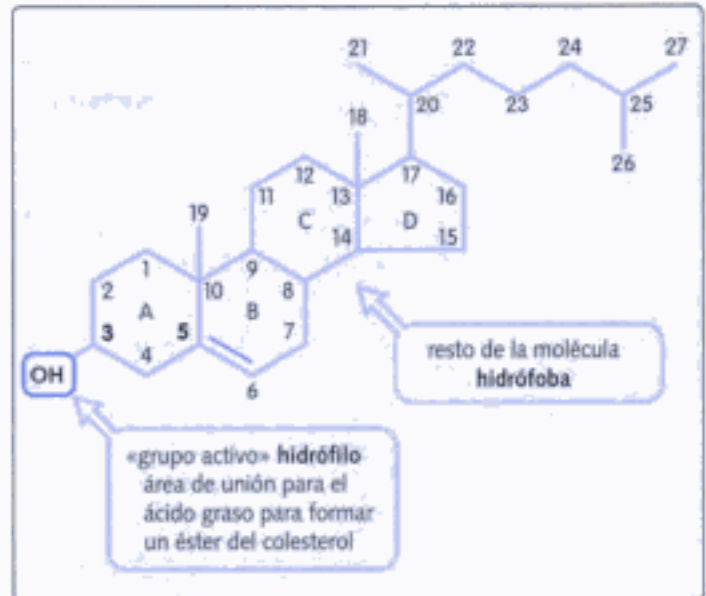 21
22
24
27
20
23
25
26
18
12
17
11
13
16
C
D
19
14
15
1
9
2
10
8
A
B
3
5
7
4
OH
6
resto de la molécula
hidrófoba
«grupo activo» hidrófilo
área de unión para el
ácido graso para formar
un éster del colesterol